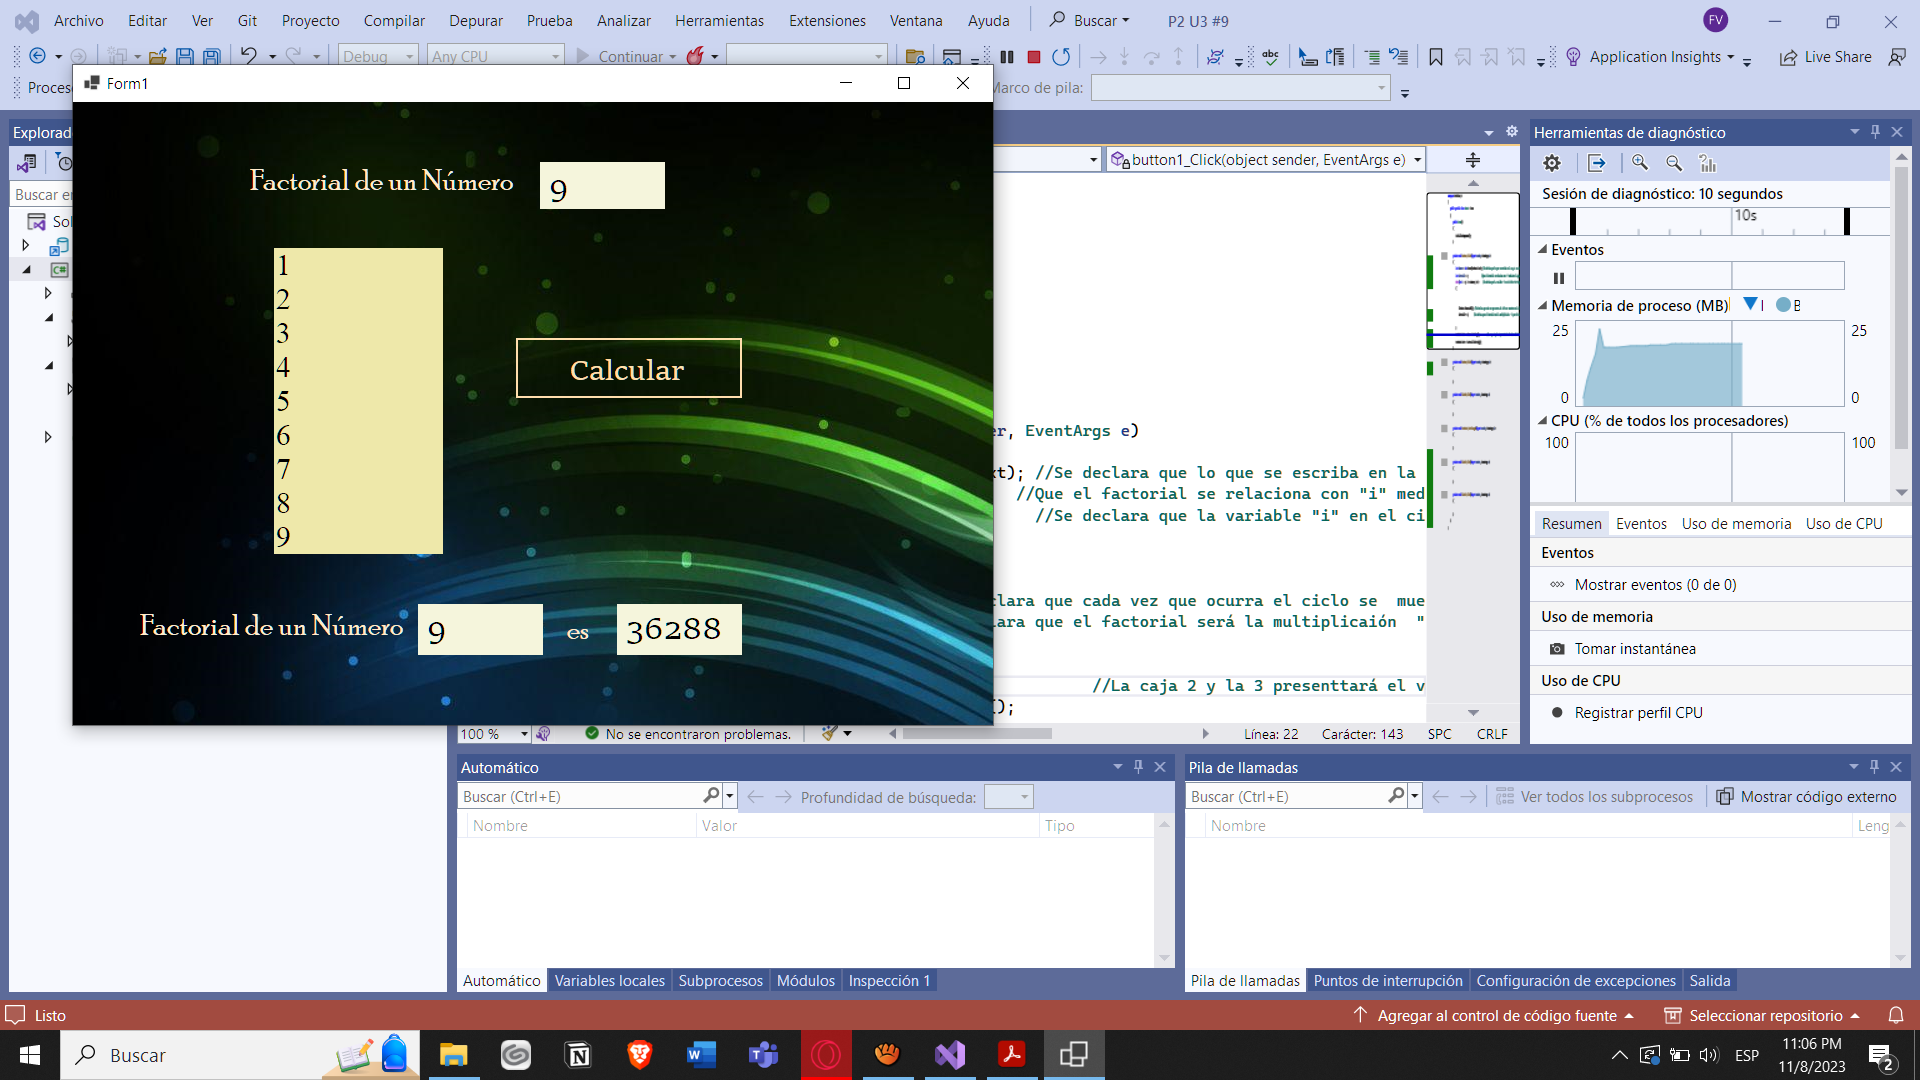 Archivo Editar Ver Git Proyecto Compilar Depurar Prueba Analizar Herramientas Extensiones Ventana Ayuda Buscar P2 U3 #9 FV
Debug Any CPU Continuar abc Application Insights Live Share
Proces Marco de pila:
Form1
Explorad
Buscar e
Sol
C#
Factorial de un Número 9
1
2
3
4
5
6
7
8
9
Calcular
Factorial de un Número 9 es 36288
button1_Click(object sender, EventArgs e)
er, EventArgs e)
xt); //Se declara que lo que se escriba en la
//Que el factorial se relaciona con "i" med
//Se declara que la variable "i" en el ci
clara que cada vez que ocurra el ciclo se mue
ara que el factorial será la multiplicaión "
//La caja 2 y la 3 presenttará el v
);
100 % No se encontraron problemas. Línea: 22 Carácter: 143 SPC CRLF
Herramientas de diagnóstico
Sesión de diagnóstico: 10 segundos
10s
Eventos
Memoria de proceso (MB)
25 25
0 0
CPU (% de todos los procesadores)
100 100
Resumen Eventos Uso de memoria Uso de CPU
Eventos
Mostrar eventos (0 de 0)
Uso de memoria
Tomar instantánea
Uso de CPU
Registrar perfil CPU
Automático
Buscar (Ctrl+E) Profundidad de búsqueda:
Nombre Valor Tipo
Automático Variables locales Subprocesos Módulos Inspección 1
Pila de llamadas
Buscar (Ctrl+E) Ver todos los subprocesos Mostrar código externo
Nombre Leng
Pila de llamadas Puntos de interrupción Configuración de excepciones Salida
Listo Agregar al control de código fuente Seleccionar repositorio
Buscar ESP 11:06 PM
11/8/2023 2